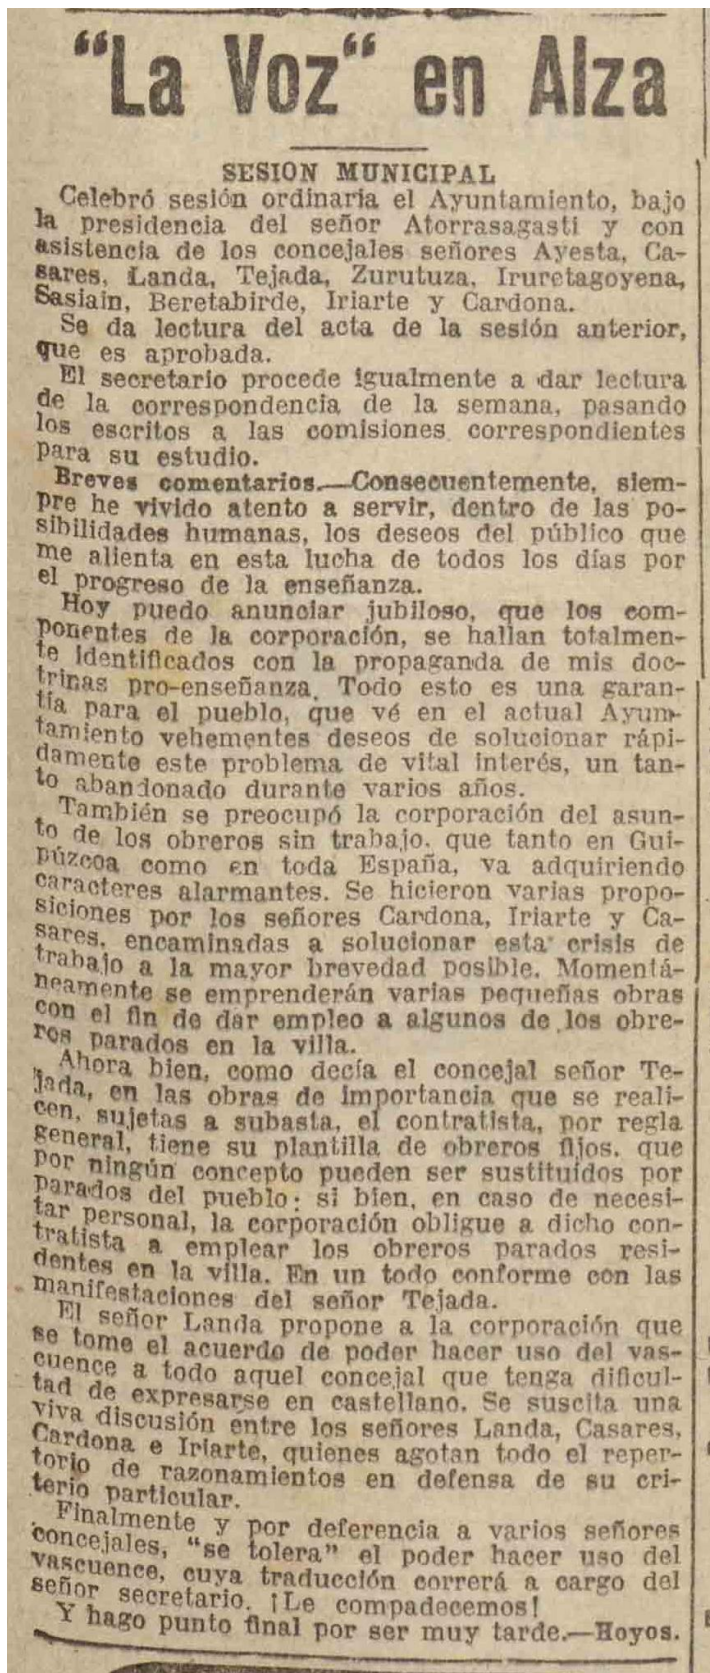 “La Voz“ en Alza
SESION MUNICIPAL
Celebró sesión ordinaria el Ayuntamiento, bajo
la presidencia del señor Atorrasagasti y con
asistencia de los concejales señores Ayesta, Ca-
sares, Landa, Tejada, Zurutuza, Iruretagoyena,
Sasiain, Beretabirde, Iriarte y Cardona.
Se da lectura del acta de la sesión anterior,
que es aprobada.
El secretario procede igualmente a dar lectura
de la correspondencia de la semana, pasando
los escritos a las comisiones correspondientes
para su estudio.
Breves comentarios.—Consecuentemente, siem-
pre he vivido atento a servir, dentro de las po-
sibilidades humanas, los deseos del público que
me alienta en esta lucha de todos los días por
el progreso de la enseñanza.
Hoy puedo anunciar jubiloso, que los com-
ponentes de la corporación, se hallan totalmen-
te identificados con la propaganda de mis doc-
trinas pro-enseñanza. Todo esto es una garan-
tía para el pueblo, que vé en el actual Ayun-
tamiento vehementes deseos de solucionar rápi-
damente este problema de vital interés, un tan-
to abandonado durante varios años.
También se preocupó la corporación del asun-
to de los obreros sin trabajo, que tanto en Gui-
púzcoa como en toda España, va adquiriendo
caracteres alarmantes. Se hicieron varias propo-
siciones por los señores Cardona, Iriarte y Ca-
sares, encaminadas a solucionar esta crisis de
trabajo a la mayor brevedad posible. Momentá-
neamente se emprenderán varias pequeñas obras
con el fin de dar empleo a algunos de los obre-
ros parados en la villa.
Ahora bien, como decía el concejal señor Te-
jada, en las obras de importancia que se reali-
cen, sujetas a subasta, el contratista, por regla
general, tiene su plantilla de obreros fijos, que
por ningún concepto pueden ser sustituídos por
parados del pueblo; si bien, en caso de necesi-
tar personal, la corporación obligue a dicho con-
tratista a emplear los obreros parados resi-
dentes en la villa. En un todo conforme con las
manifestaciones del señor Tejada.
El señor Landa propone a la corporación que
se tome el acuerdo de poder hacer uso del vas-
cuence a todo aquel concejal que tenga dificul-
tad de expresarse en castellano. Se suscita una
viva discusión entre los señores Landa, Casares,
Cardona e Iriarte, quienes agotan todo el reper-
torio de razonamientos en defensa de su cri-
terio particular.
Finalmente y por deferencia a varios señores
concejales, “se tolera” el poder hacer uso del
vascuence, cuya traducción correrá a cargo del
señor secretario. ¡Le compadecemos!
Y hago punto final por ser muy tarde.—Hoyos.